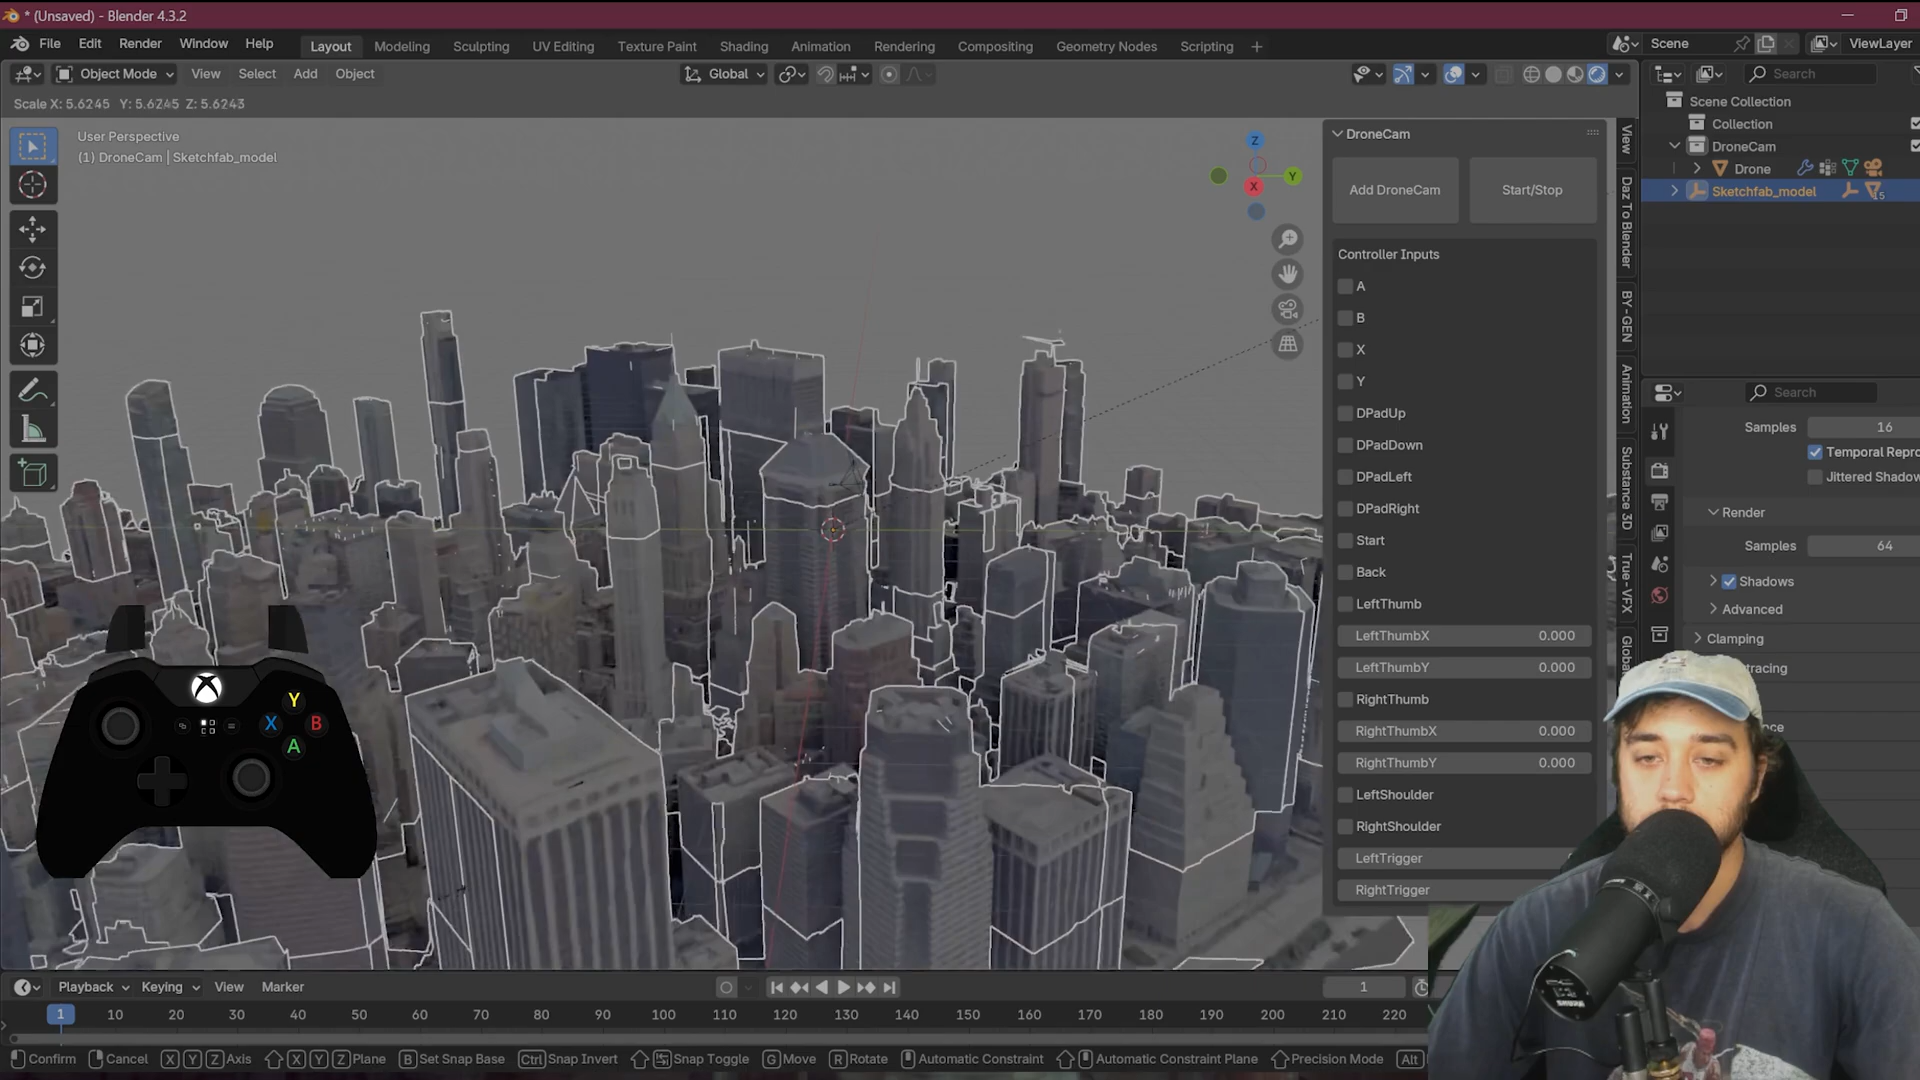 * (Unsaved) - Blender 4.3.2
File Edit Render Window Help
Layout Modeling Sculpting UV Editing Texture Paint Shading Animation Rendering Compositing Geometry Nodes Scripting +
Scene
ViewLayer
Object Mode View Select Add Object
Global
Search
Scale X: 5.6245 Y: 5.6245 Z: 5.6243
User Perspective
(1) DroneCam | Sketchfab_model
Z
Y
X
DroneCam
Add DroneCam
Start/Stop
Controller Inputs
A
B
X
Y
DPadUp
DPadDown
DPadLeft
DPadRight
Start
Back
LeftThumb
LeftThumbX 0.000
LeftThumbY 0.000
RightThumb
RightThumbX 0.000
RightThumbY 0.000
LeftShoulder
RightShoulder
LeftTrigger
RightTrigger
View
Daz To Blender
BY-GEN
Animation
Substance 3D
True-VFX
Scene Collection
Collection
DroneCam
Drone
Sketchfab_model
15
Search
Samples 16
Temporal Repro
Jittered Shadow
Render
Samples 64
Shadows
Advanced
Clamping
Y
X
B
A
Playback Keying View Marker
1
1 10 20 30 40 50 60 70 80 90 100 110 120 130 140 150 160 170 180 190 200 210 220
Confirm Cancel X Y Z Axis X Y Z Plane B Set Snap Base Ctrl Snap Invert Snap Toggle G Move R Rotate Automatic Constraint Automatic Constraint Plane Precision Mode Alt